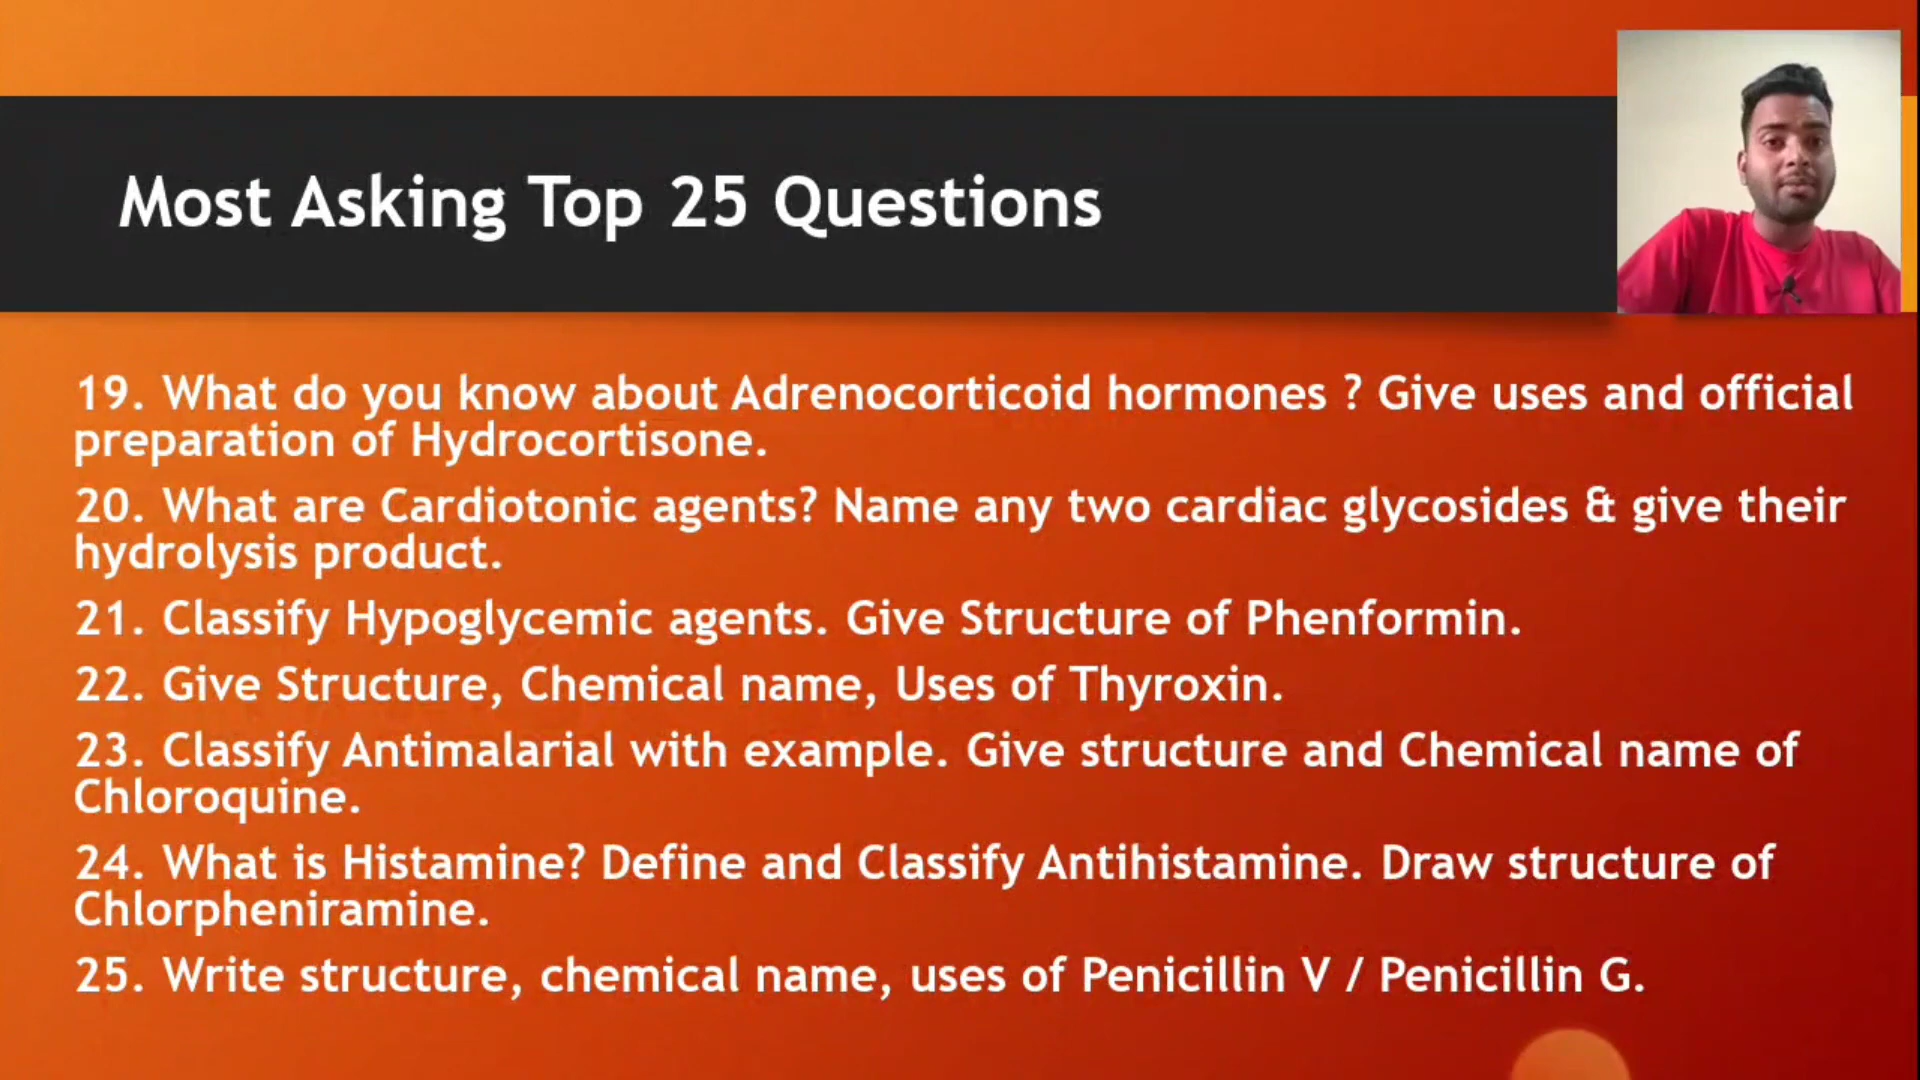 Most Asking Top 25 Questions
19. What do you know about Adrenocorticoid hormones ? Give uses and official
preparation of Hydrocortisone.
20. What are Cardiotonic agents? Name any two cardiac glycosides & give their
hydrolysis product.
21. Classify Hypoglycemic agents. Give Structure of Phenformin.
22. Give Structure, Chemical name, Uses of Thyroxin.
23. Classify Antimalarial with example. Give structure and Chemical name of
Chloroquine.
24. What is Histamine? Define and Classify Antihistamine. Draw structure of
Chlorpheniramine.
25. Write structure, chemical name, uses of Penicillin V / Penicillin G.